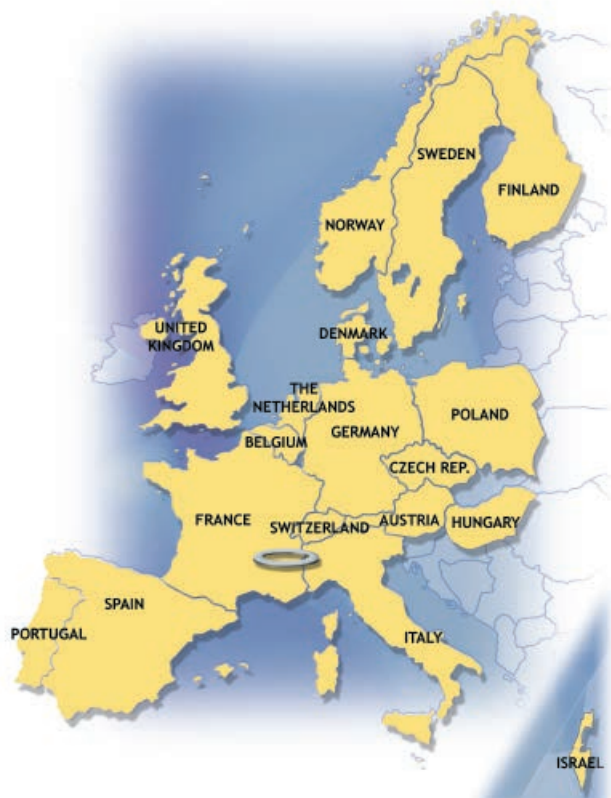 SWEDEN
FINLAND
NORWAY
UNITED
KINGDOM
DENMARK
THE
NETHERLANDS
BELGIUM
GERMANY
POLAND
CZECH REP.
FRANCE
SWITZERLAND
AUSTRIA
HUNGARY
SPAIN
PORTUGAL
ITALY
ISRAEL